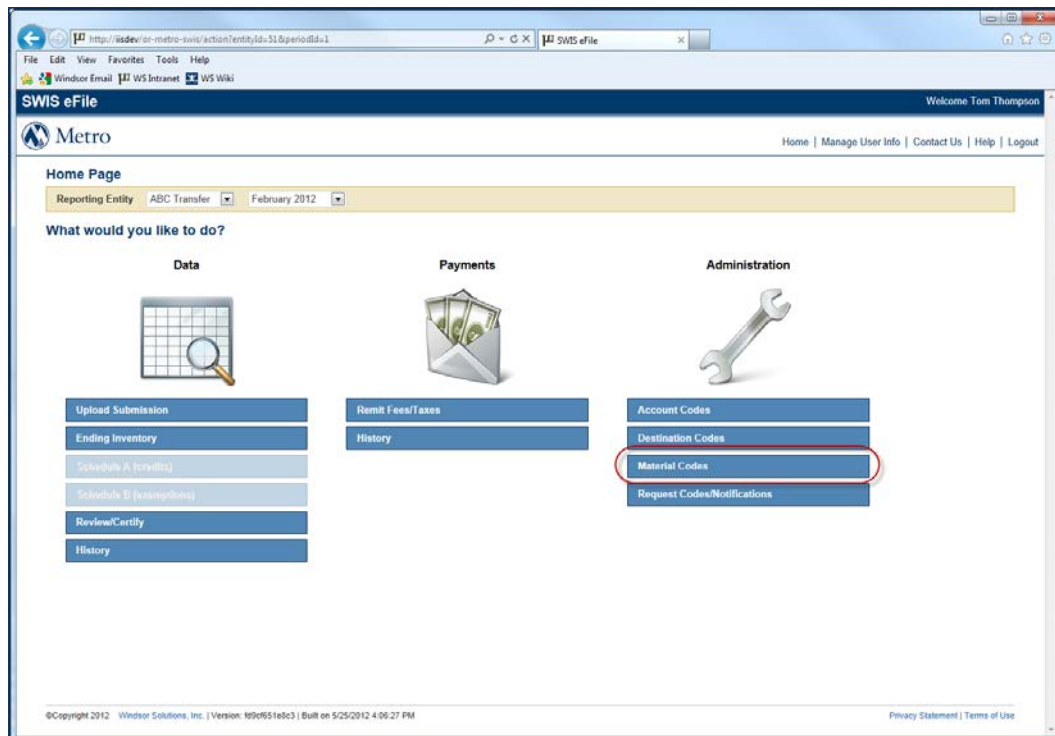 http://iisdev/or-metro-swis/action?entityId=51&periodId=1
SWIS eFile
File Edit View Favorites Tools Help
Windsor Email WS Intranet WS Wiki
SWIS eFile
Welcome Tom Thompson
Metro
Home | Manage User Info | Contact Us | Help | Logout
Home Page
Reporting Entity ABC Transfer February 2012
What would you like to do?
Data
Payments
Administration
Upload Submission
Ending Inventory
Schedule A (credits)
Schedule B (exemptions)
Review/Certify
History
Remit Fees/Taxes
History
Account Codes
Destination Codes
Material Codes
Request Codes/Notifications
©Copyright 2012 Windsor Solutions, Inc. | Version: fd9cf651e8c3 | Built on 5/25/2012 4:06:27 PM
Privacy Statement | Terms of Use